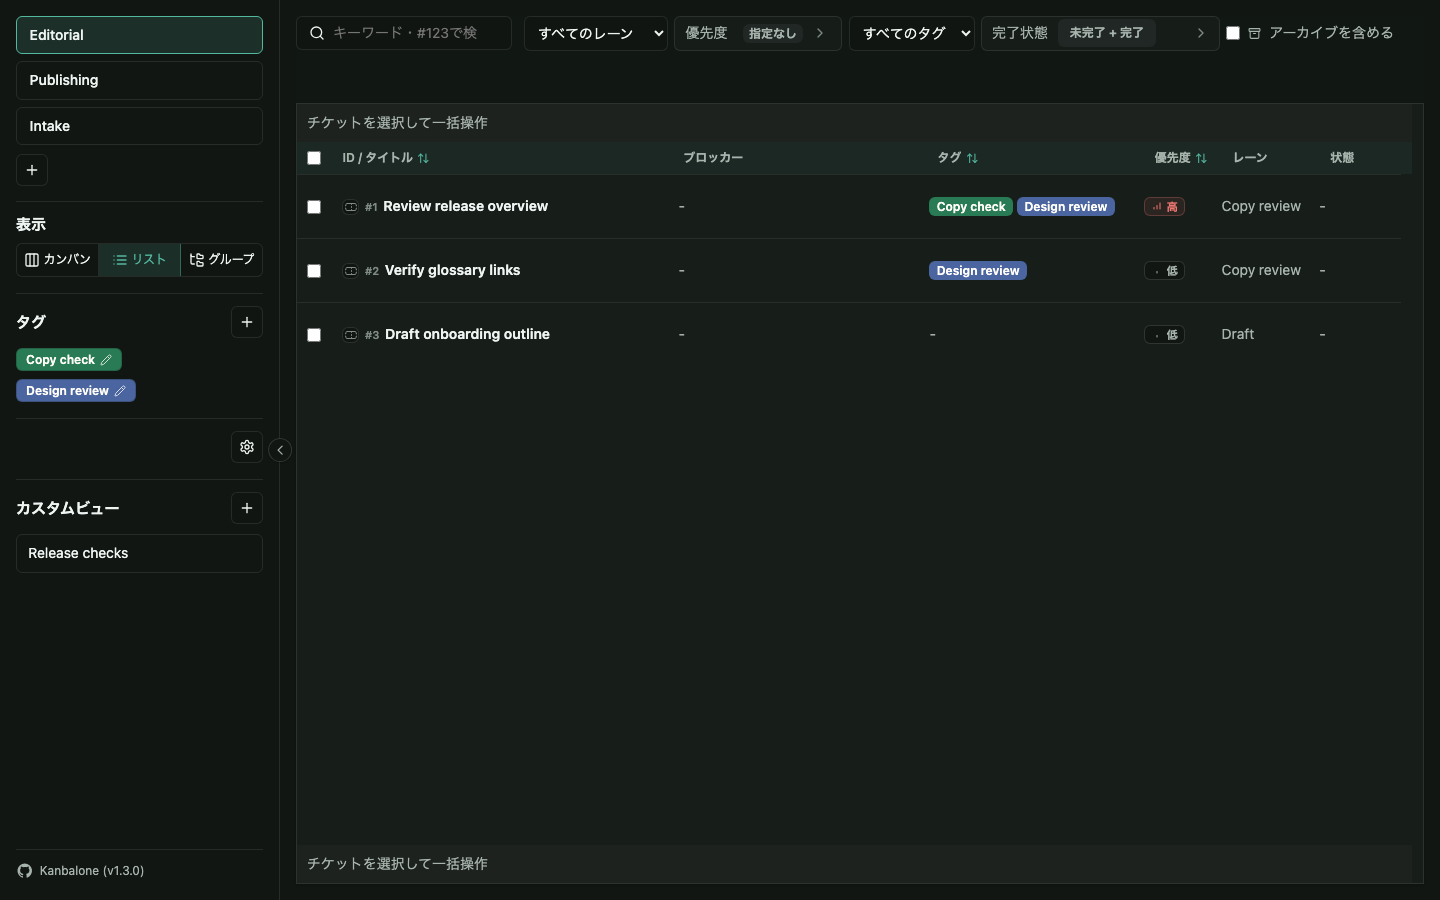 Editorial
Publishing
Intake
表示
カンバン リスト グループ
タグ
Copy check
Design review
カスタムビュー
Release checks
Kanbalone (v1.3.0)
キーワード・#123で検 すべてのレーン 優先度 指定なし すべてのタグ 完了状態 未完了 + 完了 アーカイブを含める
チケットを選択して一括操作
ID / タイトル ブロッカー タグ 優先度 レーン 状態
#1 Review release overview - Copy check Design review 高 Copy review -
#2 Verify glossary links - Design review 低 Copy review -
#3 Draft onboarding outline - - 低 Draft -
チケットを選択して一括操作